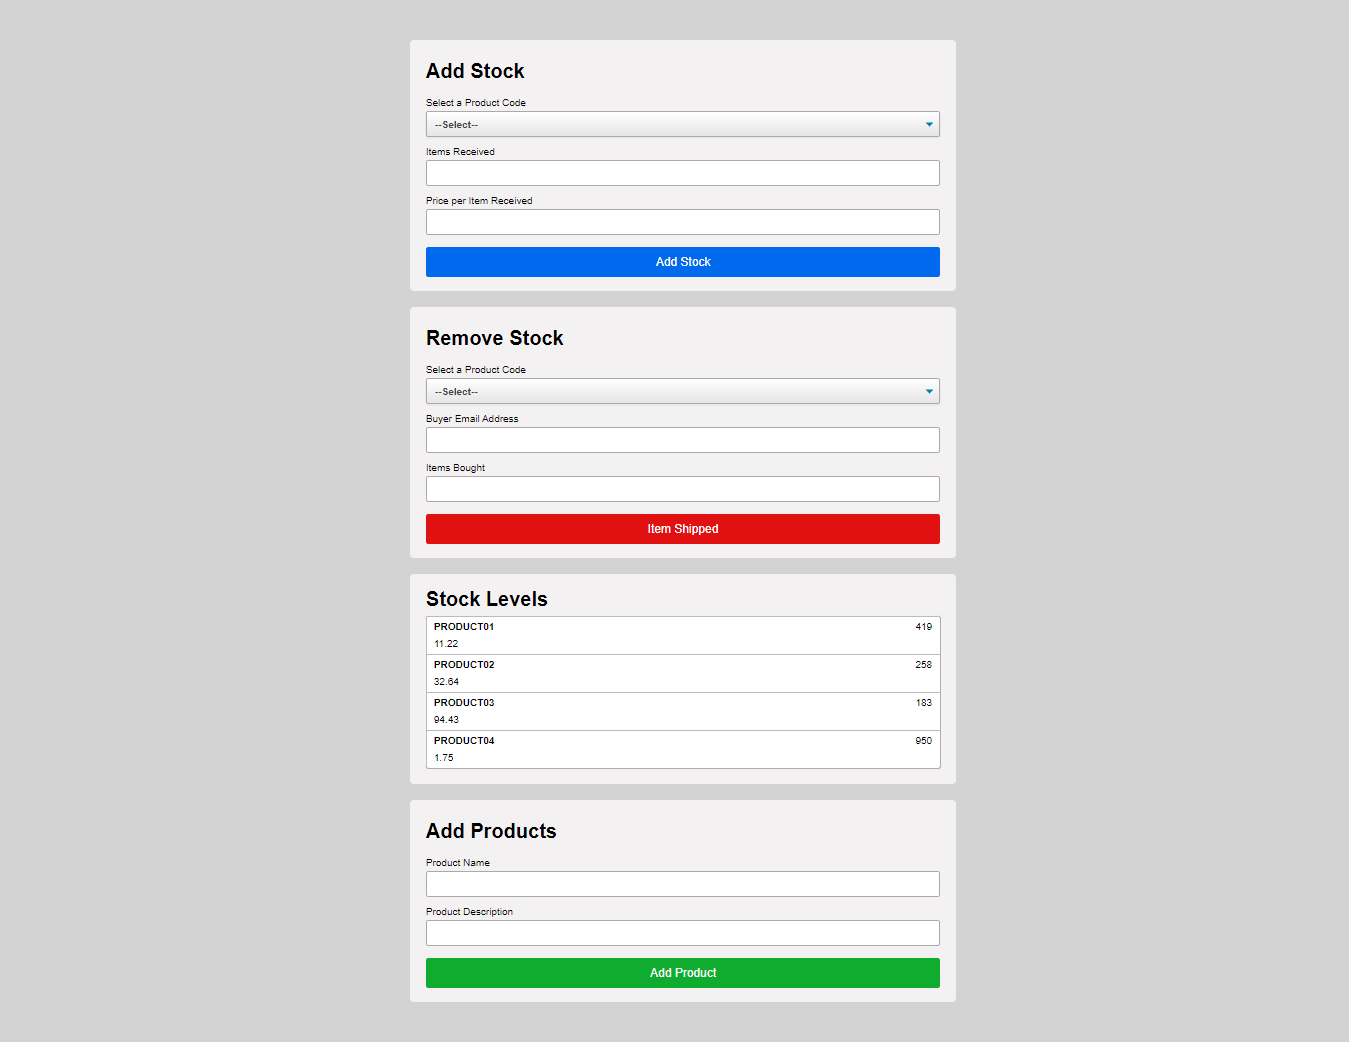 Add Stock
Select a Product Code
--Select--
Items Received
Price per Item Received
Add Stock
Remove Stock
Select a Product Code
--Select--
Buyer Email Address
Items Bought
Item Shipped
Stock Levels
PRODUCT01 419
11.22
PRODUCT02 258
32.64
PRODUCT03 183
94.43
PRODUCT04 950
1.75
Add Products
Product Name
Product Description
Add Product